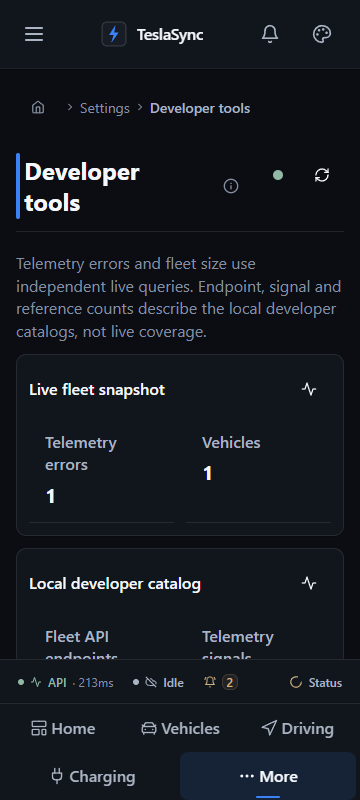 TeslaSync
Settings
Developer tools
Developer
tools
Telemetry errors and fleet size use
independent live queries. Endpoint, signal and
reference counts describe the local developer
catalogs, not live coverage.
Live fleet snapshot
Telemetry
errors
1
Vehicles
1
Local developer catalog
Fleet API
endpoints
Telemetry
signals
API · 213ms
Idle
2
Status
Home
Vehicles
Driving
Charging
More